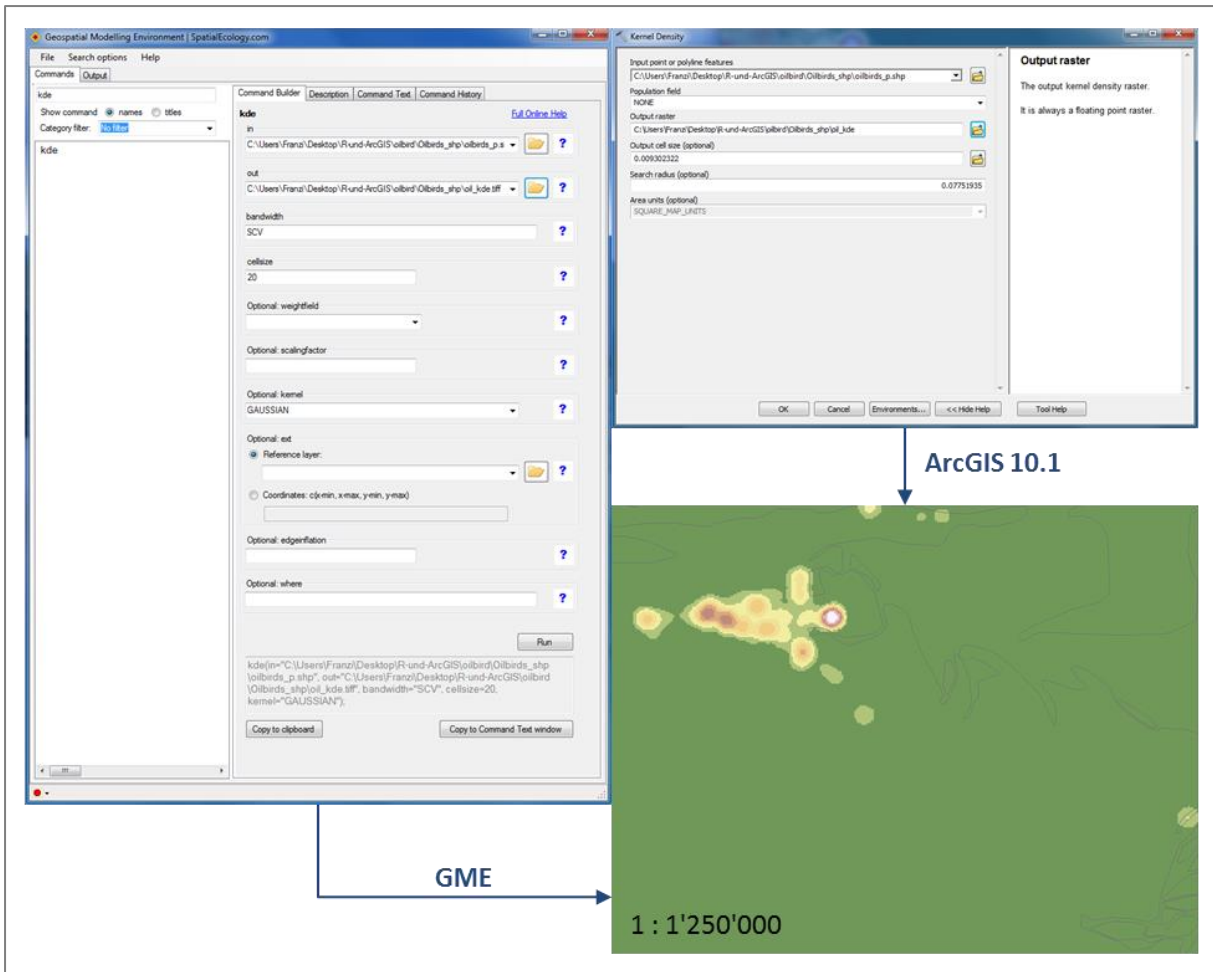 Geospatial Modelling Environment | SpatialEcology.com
File Search options Help
Commands Output
kde
Show command names titles
Category filter: No filter
kde
Command Builder Description Command Text Command History
kde Full Online Help
in
C:\Users\Franzi\Desktop\R-und-ArcGIS\oilbird\Oilbirds_shp\oilbirds_p.s
?
out
C:\Users\Franzi\Desktop\R-und-ArcGIS\oilbird\Oilbirds_shp\oil_kde.tiff
?
bandwidth
SCV
?
cellsize
20
?
Optional: weightfield
?
Optional: scalingfactor
?
Optional: kernel
GAUSSIAN
?
Optional: ext
Reference layer:
?
Coordinates: c(x-min, x-max, y-min, y-max)
Optional: edgeinflation
?
Optional: where
?
Run
kde(in="C:\Users\Franzi\Desktop\R-und-ArcGIS\oilbird\Oilbirds_shp
\oilbirds_p.shp", out="C:\Users\Franzi\Desktop\R-und-ArcGIS\oilbird
\Oilbirds_shp\oil_kde.tiff", bandwidth="SCV", cellsize=20,
kernel="GAUSSIAN");
Copy to clipboard Copy to Command Text window
Kernel Density
Input point or polyline features
C:\Users\Franzi\Desktop\R-und-ArcGIS\oilbird\Oilbirds_shp\oilbirds_p.shp
Population field
NONE
Output raster
C:\Users\Franzi\Desktop\R-und-ArcGIS\oilbird\Oilbirds_shp\oil_kde
Output cell size (optional)
0.009302322
Search radius (optional)
0.07751935
Area units (optional)
SQUARE_MAP_UNITS
OK Cancel Environments... << Hide Help Tool Help
Output raster
The output kernel density raster.
It is always a floating point raster.
ArcGIS 10.1
GME
1 : 1'250'000